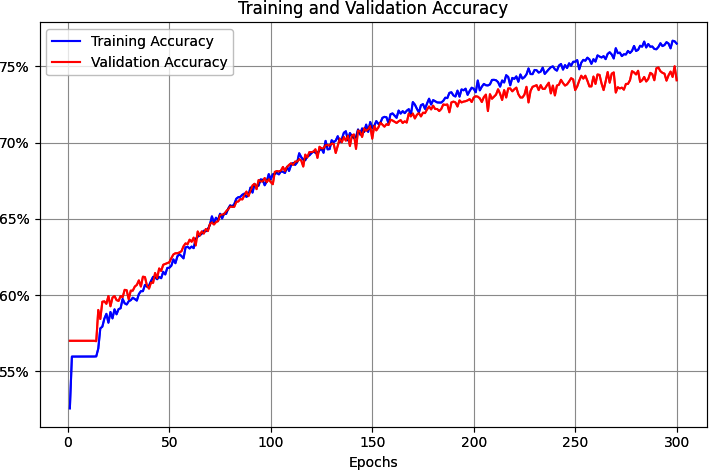 Training and Validation Accuracy
Training Accuracy
Validation Accuracy
75%
70%
65%
60%
55%
0 50 100 150 200 250 300
Epochs